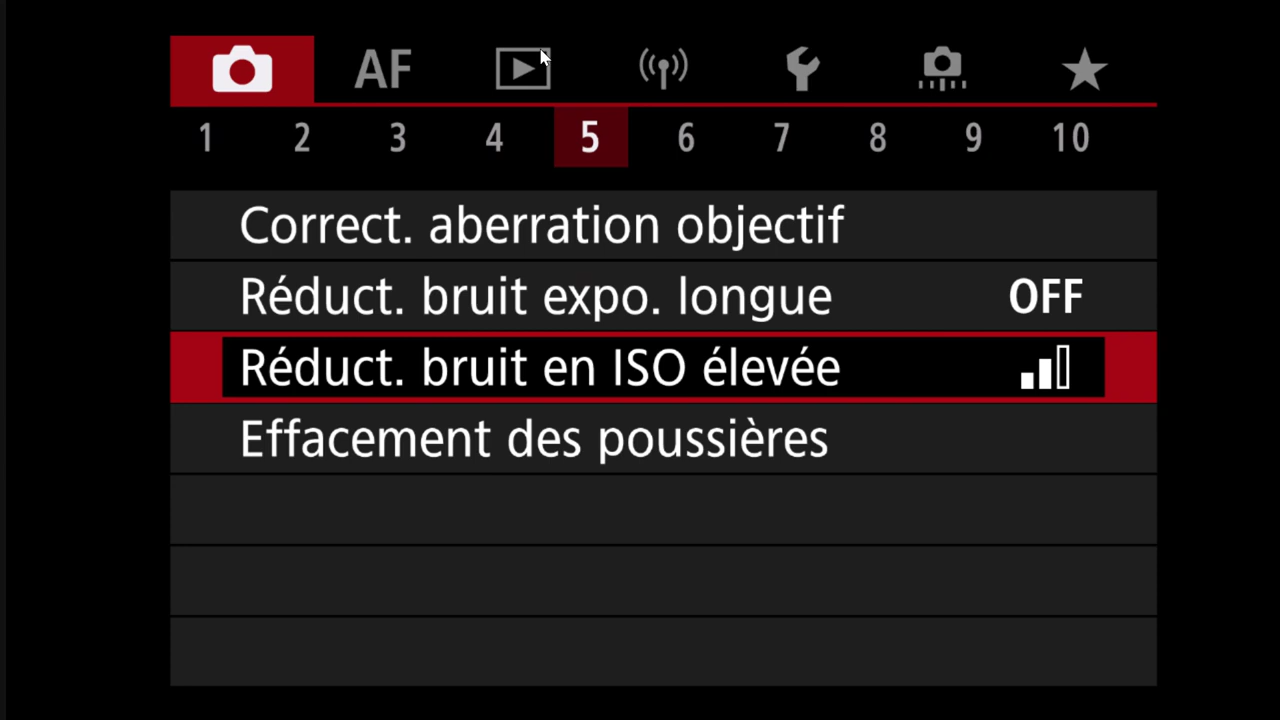 AF
1 2 3 4 5 6 7 8 9 10
Correct. aberration objectif
Réduct. bruit expo. longue OFF
Réduct. bruit en ISO élevée
Effacement des poussières